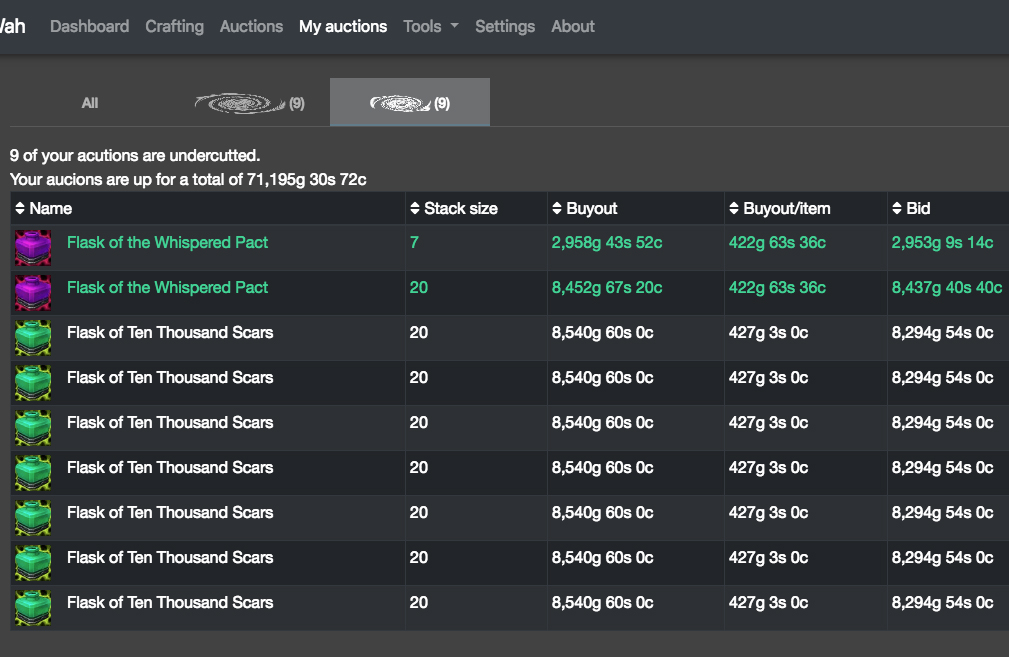 Dashboard Crafting Auctions My auctions Tools Settings About
All (9) (9)
9 of your acutions are undercutted.
Your aucions are up for a total of 71,195g 30s 72c
Name Stack size Buyout Buyout/item Bid
Flask of the Whispered Pact 7 2,958g 43s 52c 422g 63s 36c 2,953g 9s 14c
Flask of the Whispered Pact 20 8,452g 67s 20c 422g 63s 36c 8,437g 40s 40c
Flask of Ten Thousand Scars 20 8,540g 60s 0c 427g 3s 0c 8,294g 54s 0c
Flask of Ten Thousand Scars 20 8,540g 60s 0c 427g 3s 0c 8,294g 54s 0c
Flask of Ten Thousand Scars 20 8,540g 60s 0c 427g 3s 0c 8,294g 54s 0c
Flask of Ten Thousand Scars 20 8,540g 60s 0c 427g 3s 0c 8,294g 54s 0c
Flask of Ten Thousand Scars 20 8,540g 60s 0c 427g 3s 0c 8,294g 54s 0c
Flask of Ten Thousand Scars 20 8,540g 60s 0c 427g 3s 0c 8,294g 54s 0c
Flask of Ten Thousand Scars 20 8,540g 60s 0c 427g 3s 0c 8,294g 54s 0c